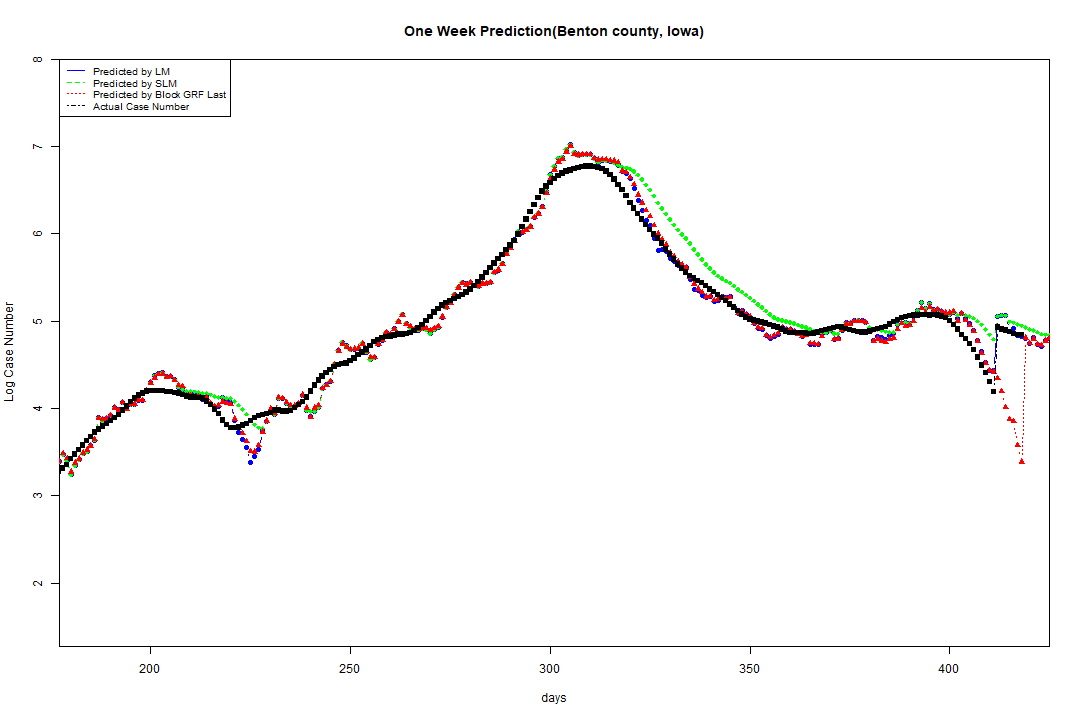 One Week Prediction(Benton county, Iowa)
Predicted by LM
Predicted by SLM
Predicted by Block GRF Last
Actual Case Number
8
7
6
5
4
3
2
Log Case Number
200 250 300 350 400
days